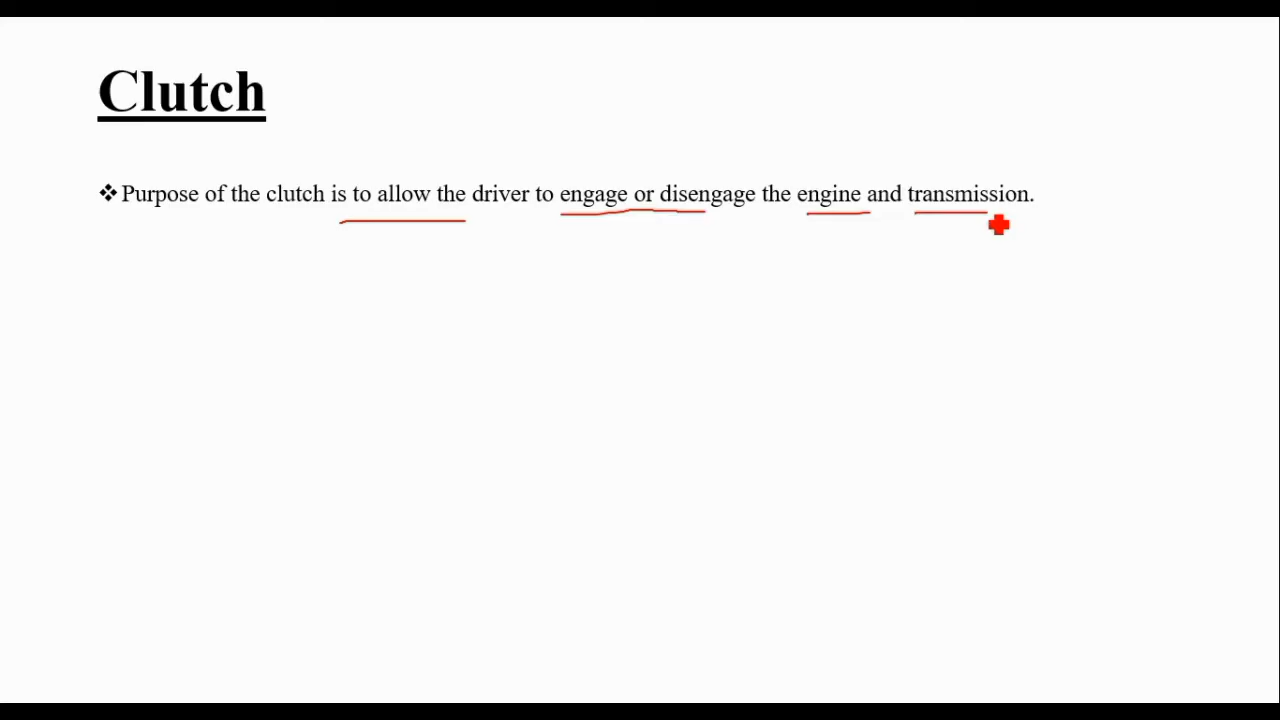 Clutch
❖Purpose of the clutch is to allow the driver to engage or disengage the engine and transmission.